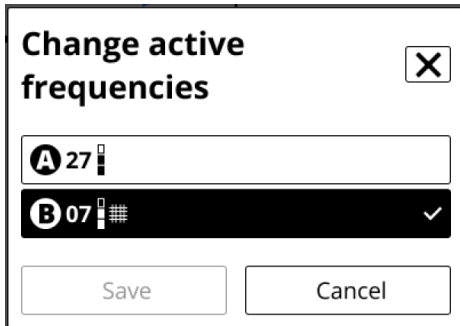 Change active
frequencies
A 27
B 07
Save
Cancel